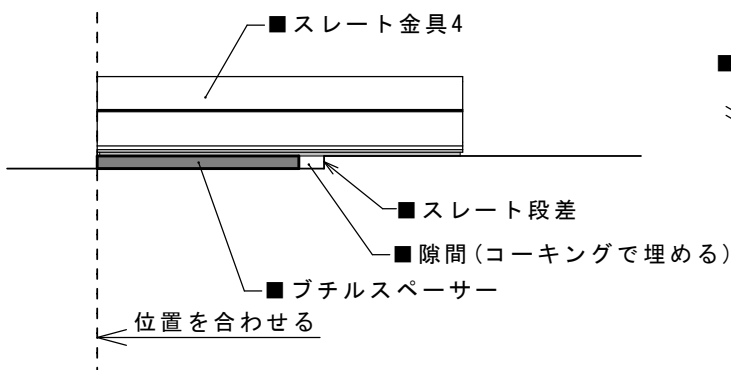 ■スレート金具4
■
■スレート段差
■隙間(コーキングで埋める)
■ブチルスペーサー
位置を合わせる